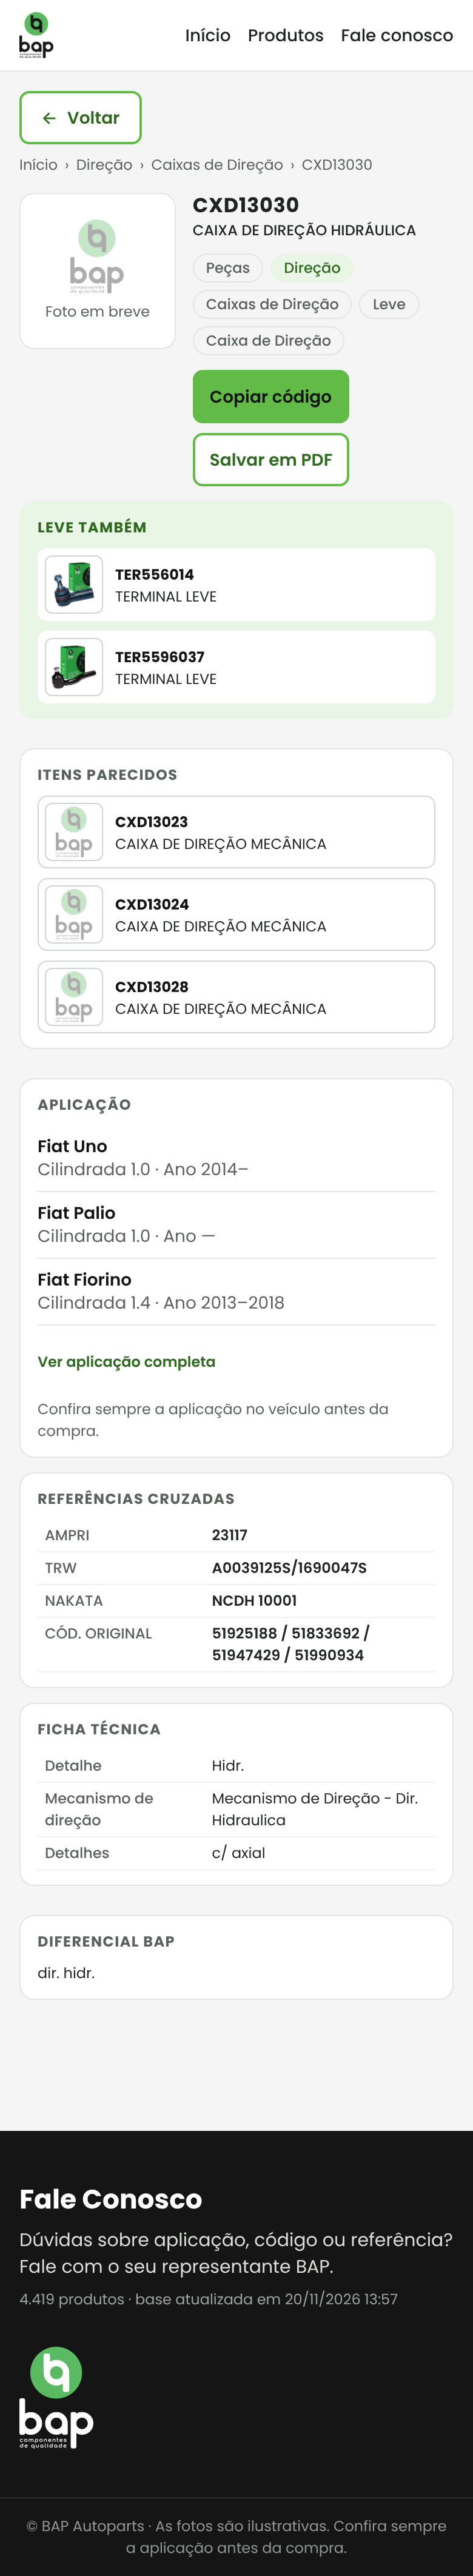 bap
componentes
de qualidade
Início Produtos Fale conosco
← Voltar
Início › Direção › Caixas de Direção › CXD13030
bap
componentes
de qualidade
Foto em breve
CXD13030
CAIXA DE DIREÇÃO HIDRÁULICA
Peças Direção
Caixas de Direção Leve
Caixa de Direção
Copiar código
Salvar em PDF
LEVE TAMBÉM
TER556014
TERMINAL LEVE
TER5596037
TERMINAL LEVE
ITENS PARECIDOS
bap
CXD13023
CAIXA DE DIREÇÃO MECÂNICA
bap
CXD13024
CAIXA DE DIREÇÃO MECÂNICA
bap
CXD13028
CAIXA DE DIREÇÃO MECÂNICA
APLICAÇÃO
Fiat Uno
Cilindrada 1.0 · Ano 2014–
Fiat Palio
Cilindrada 1.0 · Ano —
Fiat Fiorino
Cilindrada 1.4 · Ano 2013–2018
Ver aplicação completa
Confira sempre a aplicação no veículo antes da
compra.
REFERÊNCIAS CRUZADAS
AMPRI 23117
TRW A0039125S/1690047S
NAKATA NCDH 10001
CÓD. ORIGINAL 51925188 / 51833692 /
51947429 / 51990934
FICHA TÉCNICA
Detalhe Hidr.
Mecanismo de direção Mecanismo de Direção - Dir. Hidraulica
Detalhes c/ axial
DIFERENCIAL BAP
dir. hidr.
Fale Conosco
Dúvidas sobre aplicação, código ou referência?
Fale com o seu representante BAP.
4.419 produtos · base atualizada em 20/11/2026 13:57
bap
componentes
de qualidade
© BAP Autoparts · As fotos são ilustrativas. Confira sempre
a aplicação antes da compra.